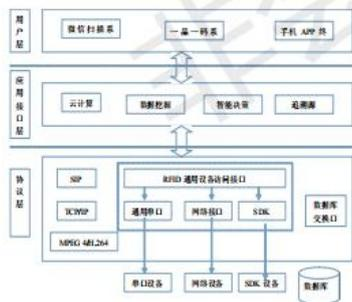 用户层
微信扫描系
一品一码系
手机 APP 终
应用接口层
云计算
数据挖掘
智能决策
追溯源
协议层
SIP
RFID 通用设备访问接口
TCP/IP
通用串口
网络接口
SDK
数据库交换口
MPEG 4/H.264
串口设备
网络设备
SDK 设备
数据库